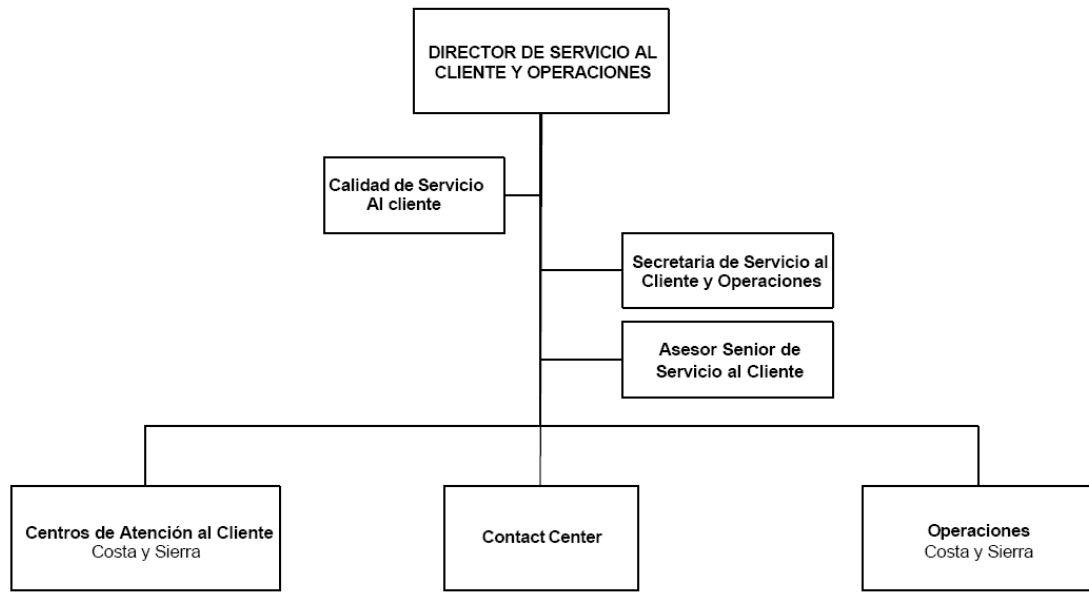 DIRECTOR DE SERVICIO AL
CLIENTE Y OPERACIONES
Calidad de Servicio
Al cliente
Secretaria de Servicio al
Cliente y Operaciones
Asesor Senior de
Servicio al Cliente
Centros de Atención al Cliente
Costa y Sierra
Contact Center
Operaciones
Costa y Sierra